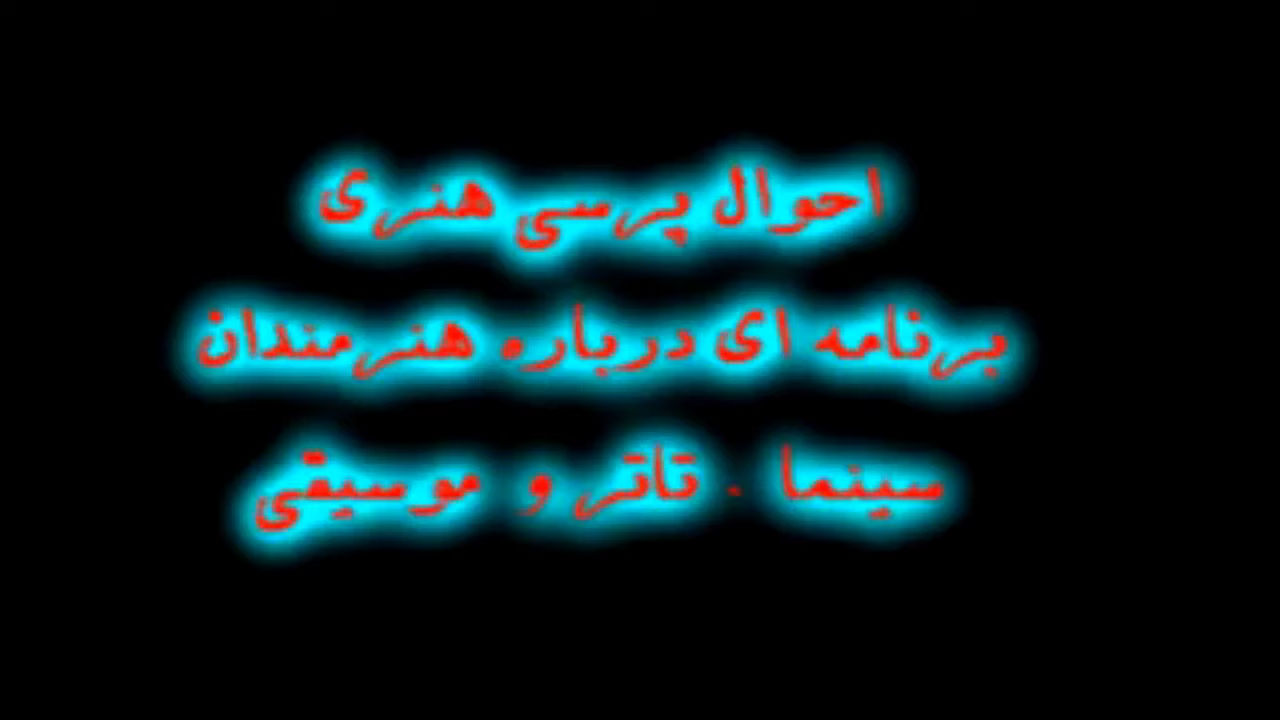 احوال پرسی هنری
برنامه ای درباره هنرمندان
سینما . تاتر و موسیقی